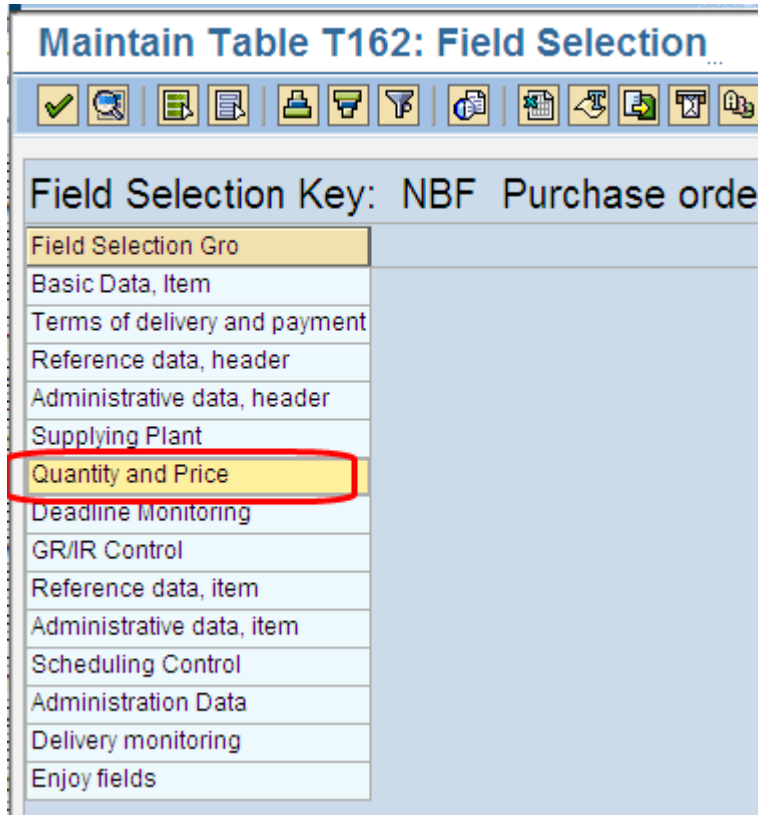 Maintain Table T162: Field Selection
Field Selection Key: NBF Purchase orde
Field Selection Gro
Basic Data, Item
Terms of delivery and payment
Reference data, header
Administrative data, header
Supplying Plant
Quantity and Price
Deadline Monitoring
GR/IR Control
Reference data, item
Administrative data, item
Scheduling Control
Administration Data
Delivery monitoring
Enjoy fields